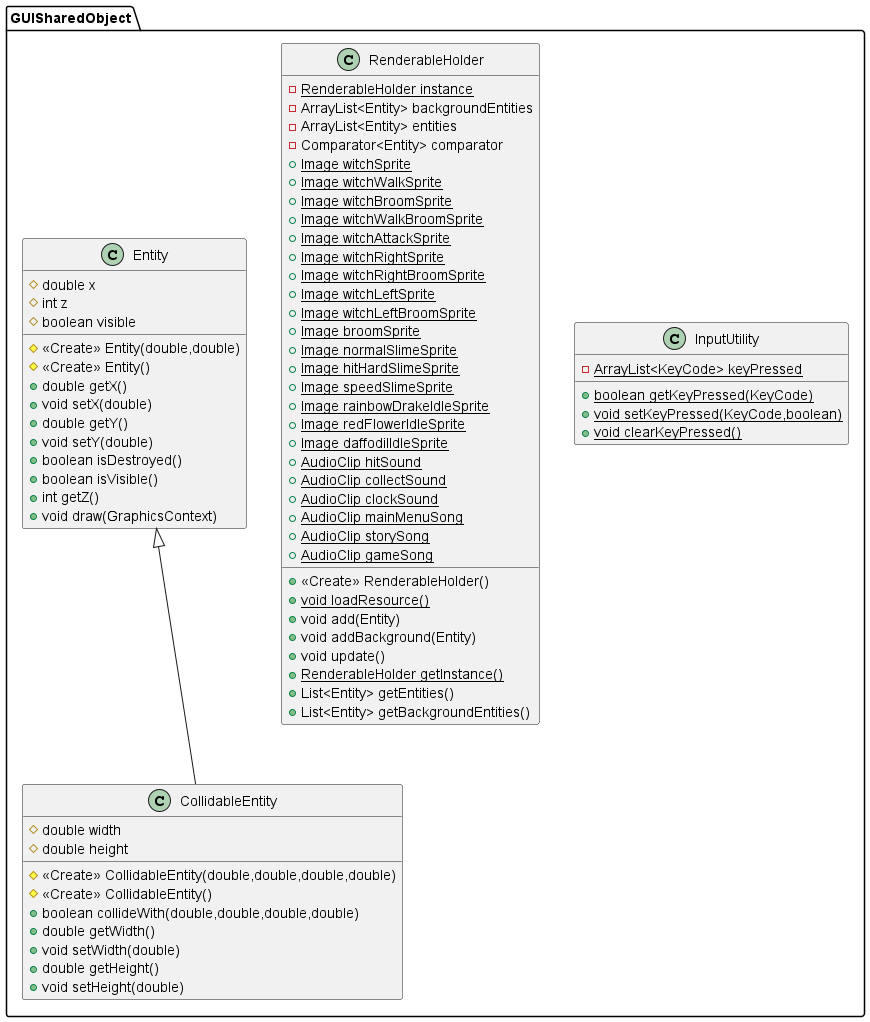 GUISharedObject
C RenderableHolder
RenderableHolder instance
ArrayList<Entity> backgroundEntities
ArrayList<Entity> entities
Comparator<Entity> comparator
Image witchSprite
Image witchWalkSprite
Image witchBroomSprite
Image witchWalkBroomSprite
Image witchAttackSprite
Image witchRightSprite
Image witchRightBroomSprite
Image witchLeftSprite
Image witchLeftBroomSprite
Image broomSprite
Image normalSlimeSprite
Image hitHardSlimeSprite
Image speedSlimeSprite
Image rainbowDrakeIdleSprite
Image redFlowerIdleSprite
Image daffodilIdleSprite
AudioClip hitSound
AudioClip collectSound
AudioClip clockSound
AudioClip mainMenuSong
AudioClip storySong
AudioClip gameSong
«Create» RenderableHolder()
void loadResource()
void add(Entity)
void addBackground(Entity)
void update()
RenderableHolder getInstance()
List<Entity> getEntities()
List<Entity> getBackgroundEntities()
C Entity
double x
int z
boolean visible
«Create» Entity(double,double)
«Create» Entity()
double getX()
void setX(double)
double getY()
void setY(double)
boolean isDestroyed()
boolean isVisible()
int getZ()
void draw(GraphicsContext)
C InputUtility
ArrayList<KeyCode> keyPressed
boolean getKeyPressed(KeyCode)
void setKeyPressed(KeyCode,boolean)
void clearKeyPressed()
C CollidableEntity
double width
double height
«Create» CollidableEntity(double,double,double,double)
«Create» CollidableEntity()
boolean collideWith(double,double,double,double)
double getWidth()
void setWidth(double)
double getHeight()
void setHeight(double)